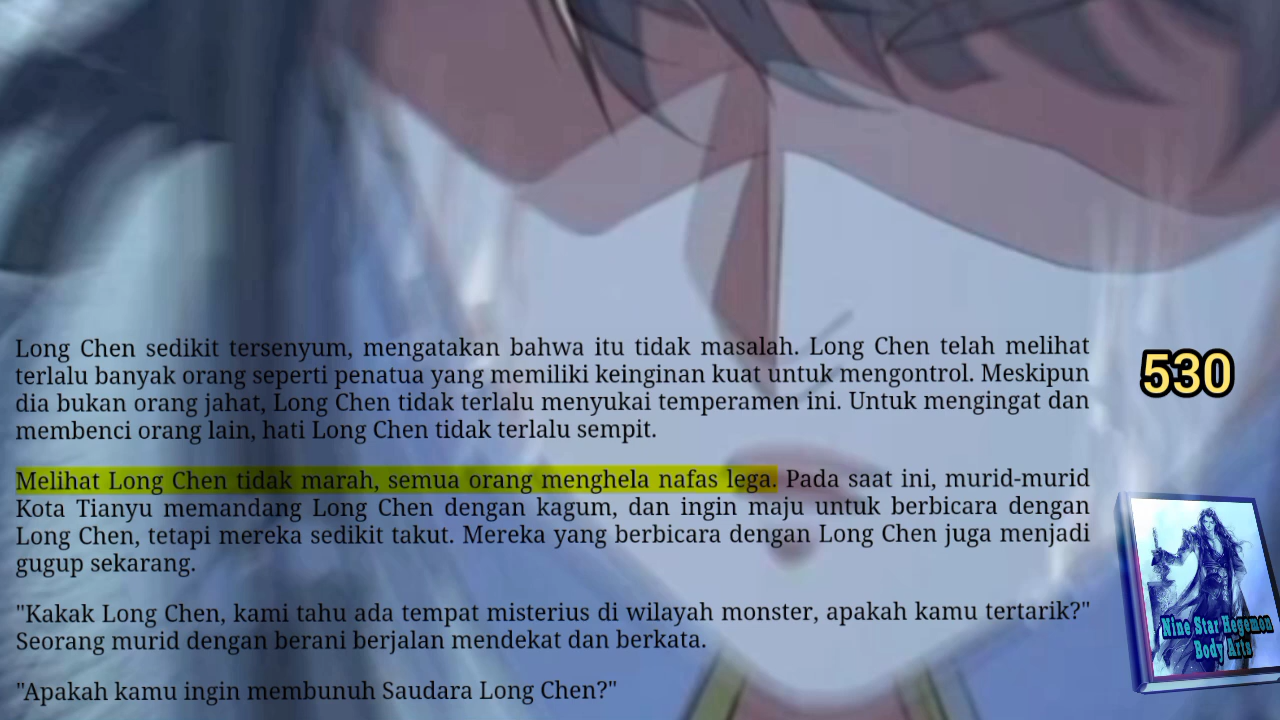 Long Chen sedikit tersenyum, mengatakan bahwa itu tidak masalah. Long Chen telah melihat
terlalu banyak orang seperti penatua yang memiliki keinginan kuat untuk mengontrol. Meskipun
dia bukan orang jahat, Long Chen tidak terlalu menyukai temperamen ini. Untuk mengingat dan
membenci orang lain, hati Long Chen tidak terlalu sempit.
530
Melihat Long Chen tidak marah, semua orang menghela nafas lega. Pada saat ini, murid-murid
Kota Tianyu memandang Long Chen dengan kagum, dan ingin maju untuk berbicara dengan
Long Chen, tetapi mereka sedikit takut. Mereka yang berbicara dengan Long Chen juga menjadi
gugup sekarang.
"Kakak Long Chen, kami tahu ada tempat misterius di wilayah monster, apakah kamu tertarik?"
Seorang murid dengan berani berjalan mendekat dan berkata.
"Apakah kamu ingin membunuh Saudara Long Chen?"
Nine Star Hegemon
Body Arts